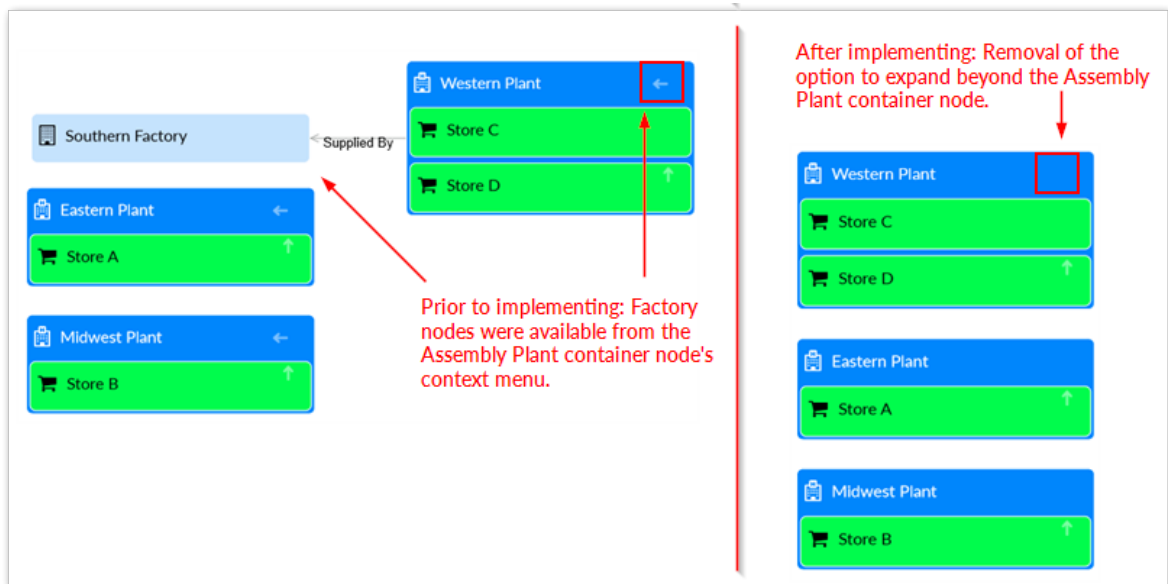 Southern Factory
Supplied By
Western Plant
Store C
Store D
Eastern Plant
Store A
Midwest Plant
Store B
Prior to implementing: Factory
nodes were available from the
Assembly Plant container node's
context menu.
After implementing: Removal of the
option to expand beyond the Assembly
Plant container node.
Western Plant
Store C
Store D
Eastern Plant
Store A
Midwest Plant
Store B